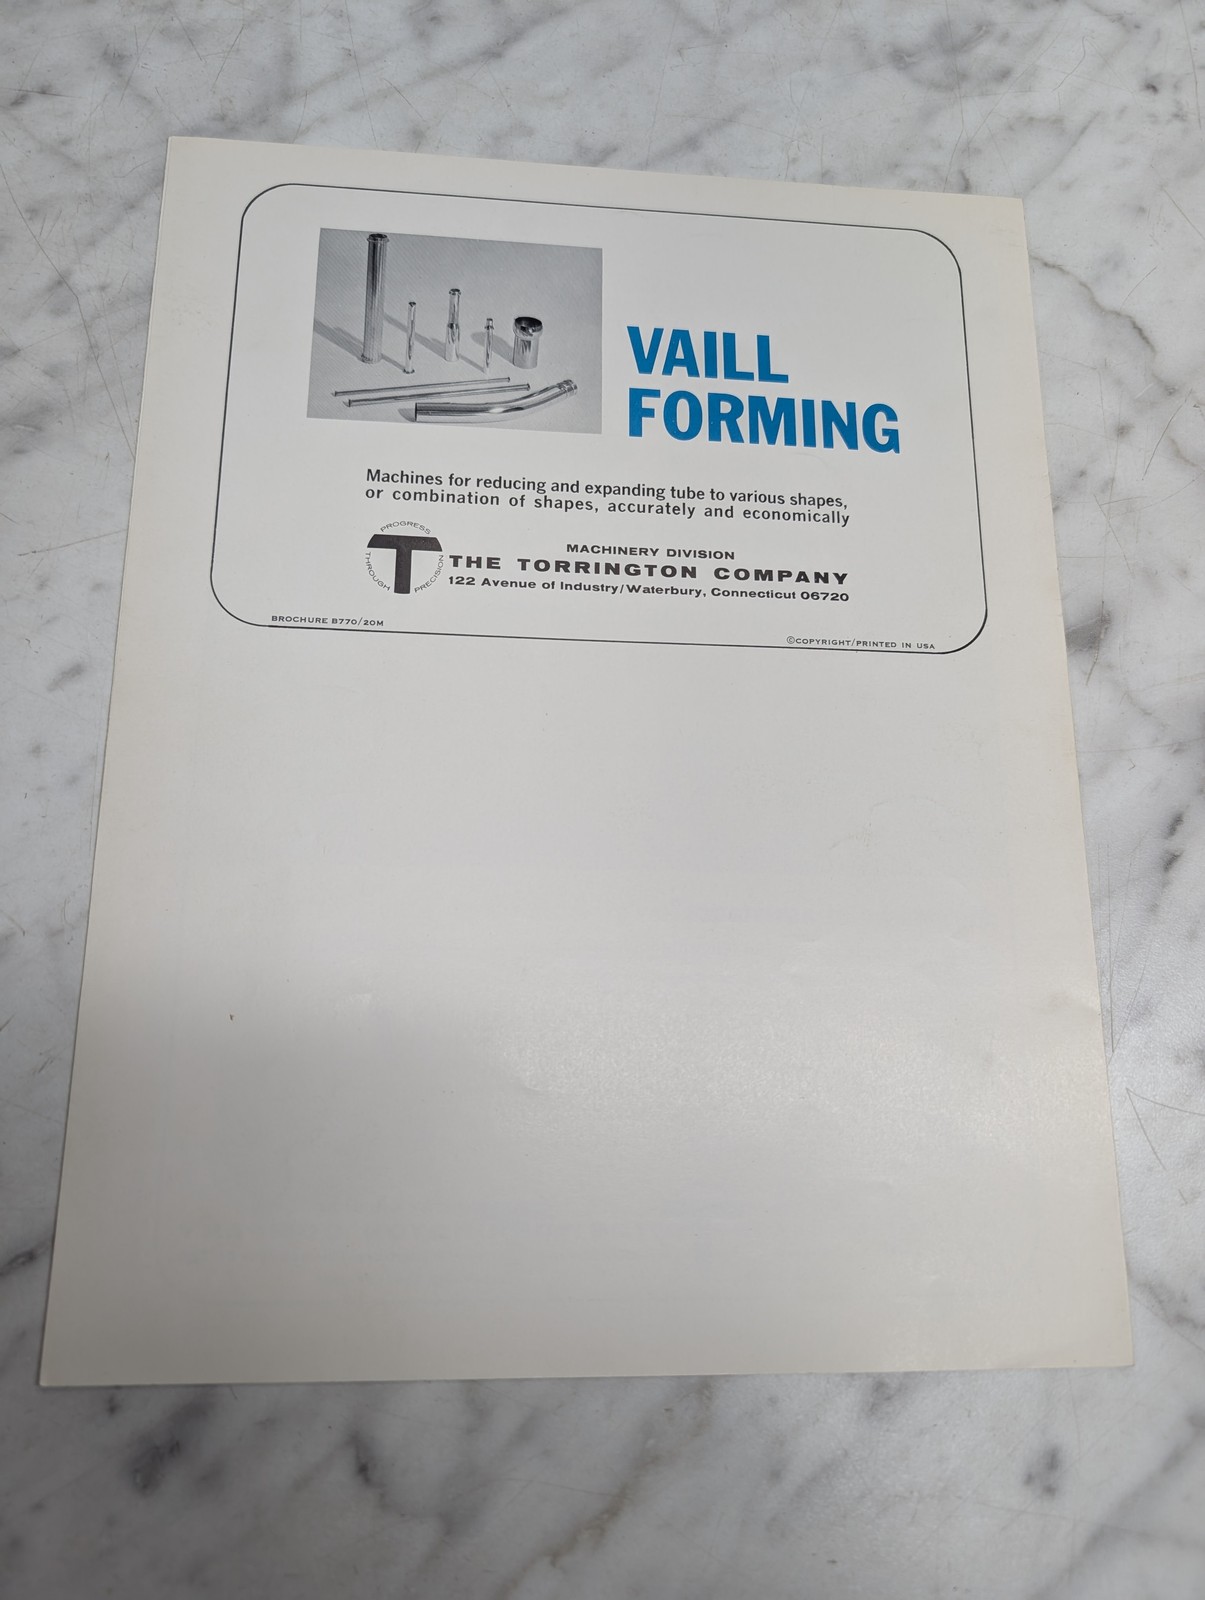 VAILL
FORMING
Machines for reducing and expanding tube to various shapes,
or combination of shapes, accurately and economically
PROGRESS
THROUGH
PRECISION
T
MACHINERY DIVISION
THE TORRINGTON COMPANY
122 Avenue of Industry/Waterbury, Connecticut 06720
BROCHURE B770/20M
©COPYRIGHT/PRINTED IN USA